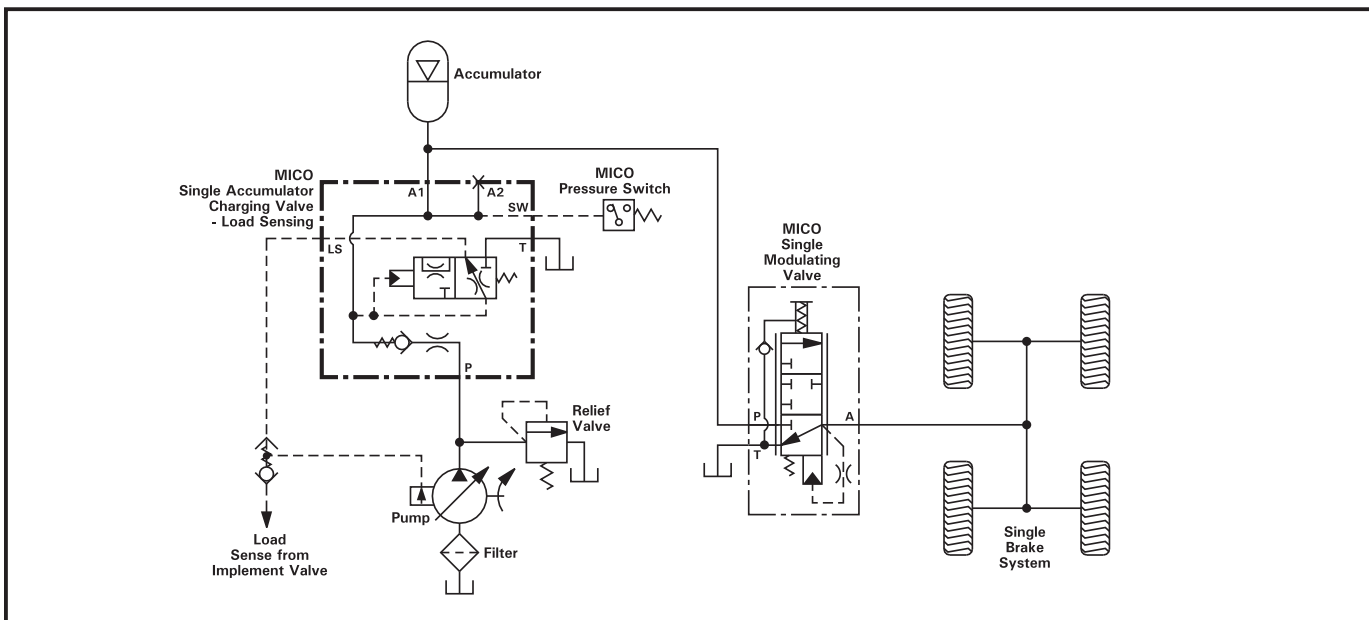 Accumulator
MICO
Single Accumulator
Charging Valve
- Load Sensing
A1
A2
MICO
Pressure Switch
SW
LS
T
P
MICO
Single
Modulating
Valve
P
A
T
Relief
Valve
Pump
Filter
Load
Sense from
Implement Valve
Single
Brake
System